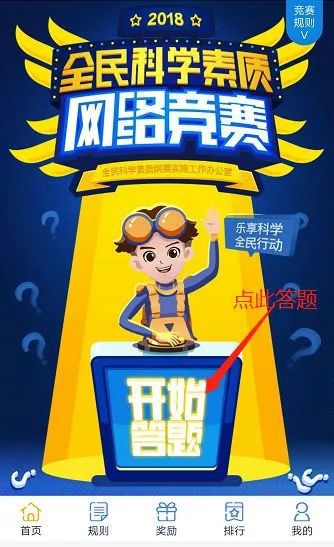 竞赛
规则
2018
全民科学素质
网络竞赛
全民科学素质纲要实施工作办公室
乐享科学
全民行动
点此答题
开始
答题
首页
规则
奖励
排行
我的